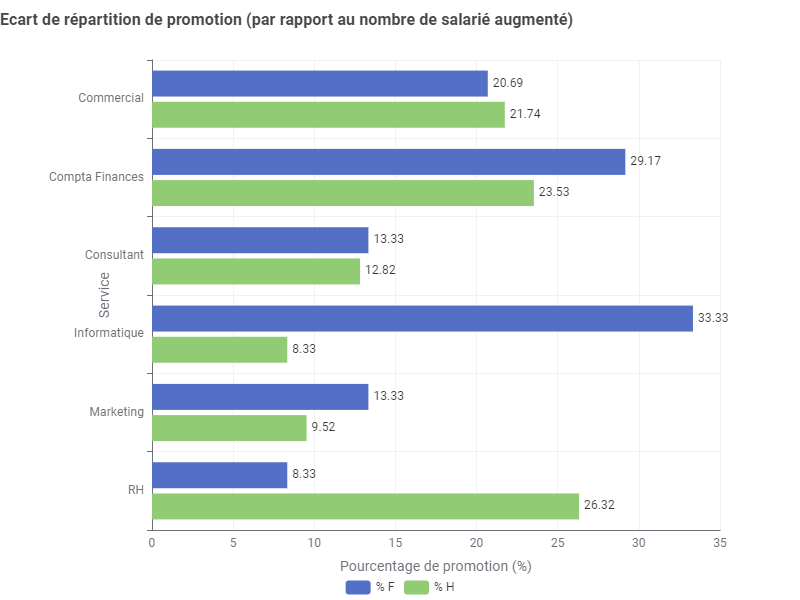 Ecart de répartition de promotion (par rapport au nombre de salarié augmenté)
Commercial
20.69
21.74
Compta Finances
29.17
23.53
Consultant
13.33
12.82
Service
Informatique
33.33
8.33
Marketing
13.33
9.52
RH
8.33
26.32
0 5 10 15 20 25 30 35
Pourcentage de promotion (%)
% F % H